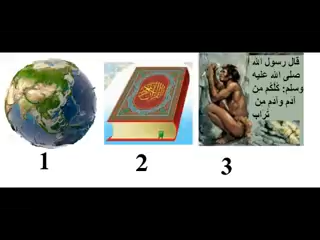 قال رسول الله
صلى الله عليه
وسلم: كلكم من
آدم وآدم من
تراب
1
2
3